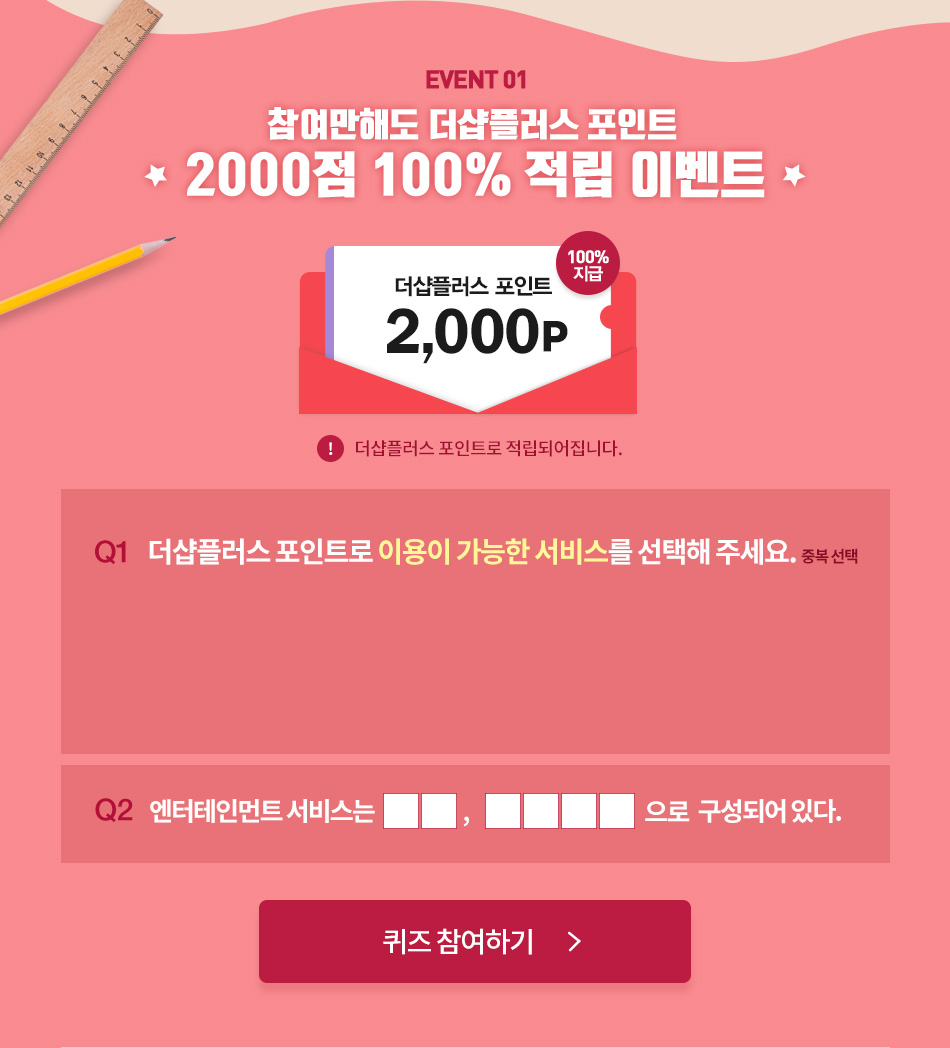 EVENT 01
참여만해도 더샵플러스 포인트
2000점 100% 적립 이벤트
100%
지급
더샵플러스 포인트
2,000P
! 더샵플러스 포인트로 적립되어집니다.
Q1 더샵플러스 포인트로 이용이 가능한 서비스를 선택해 주세요. 중복 선택
Q2 엔터테인먼트 서비스는 , 으로 구성되어 있다.
퀴즈 참여하기 >